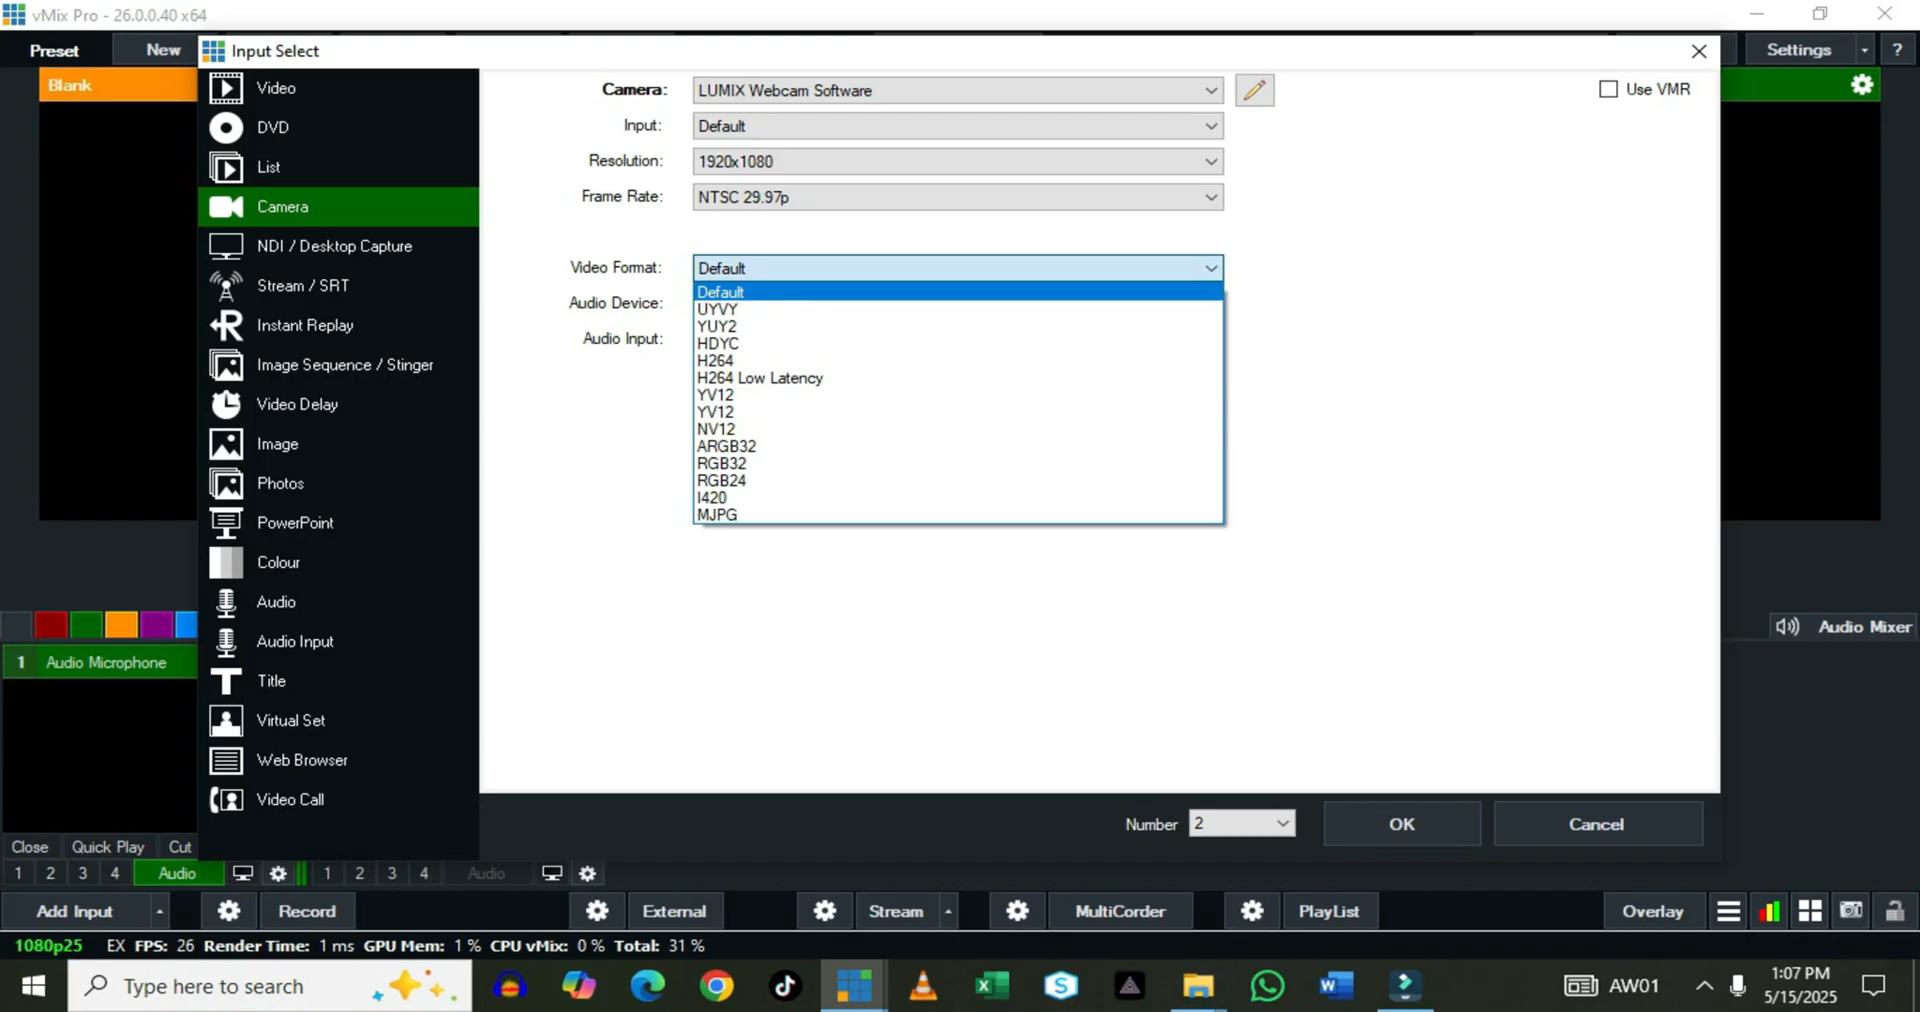 vMix Pro - 26.0.0.40 x64
Preset
New
Input Select
Settings
?
Blank
Video
DVD
List
Camera
NDI / Desktop Capture
Stream / SRT
Instant Replay
Image Sequence / Stinger
Video Delay
Image
Photos
PowerPoint
Colour
Audio
Audio Input
Title
Virtual Set
Web Browser
Video Call
Camera: LUMIX Webcam Software
Use VMR
Input: Default
Resolution: 1920x1080
Frame Rate: NTSC 29.97p
Video Format: Default
Audio Device:
Audio Input:
Default
UYVY
YUY2
HDYC
H264
H264 Low Latency
YV12
YV12
NV12
ARGB32
RGB32
RGB24
I420
MJPG
Audio Mixer
1 Audio Microphone
Number 2
OK
Cancel
Close Quick Play Cut
1 2 3 4 Audio 1 2 3 4 Audio
Add Input Record External Stream MultiCorder PlayList Overlay
1080p25 EX FPS: 26 Render Time: 1 ms GPU Mem: 1 % CPU vMix: 0 % Total: 31 %
Type here to search
AW01
1:07 PM
5/15/2025